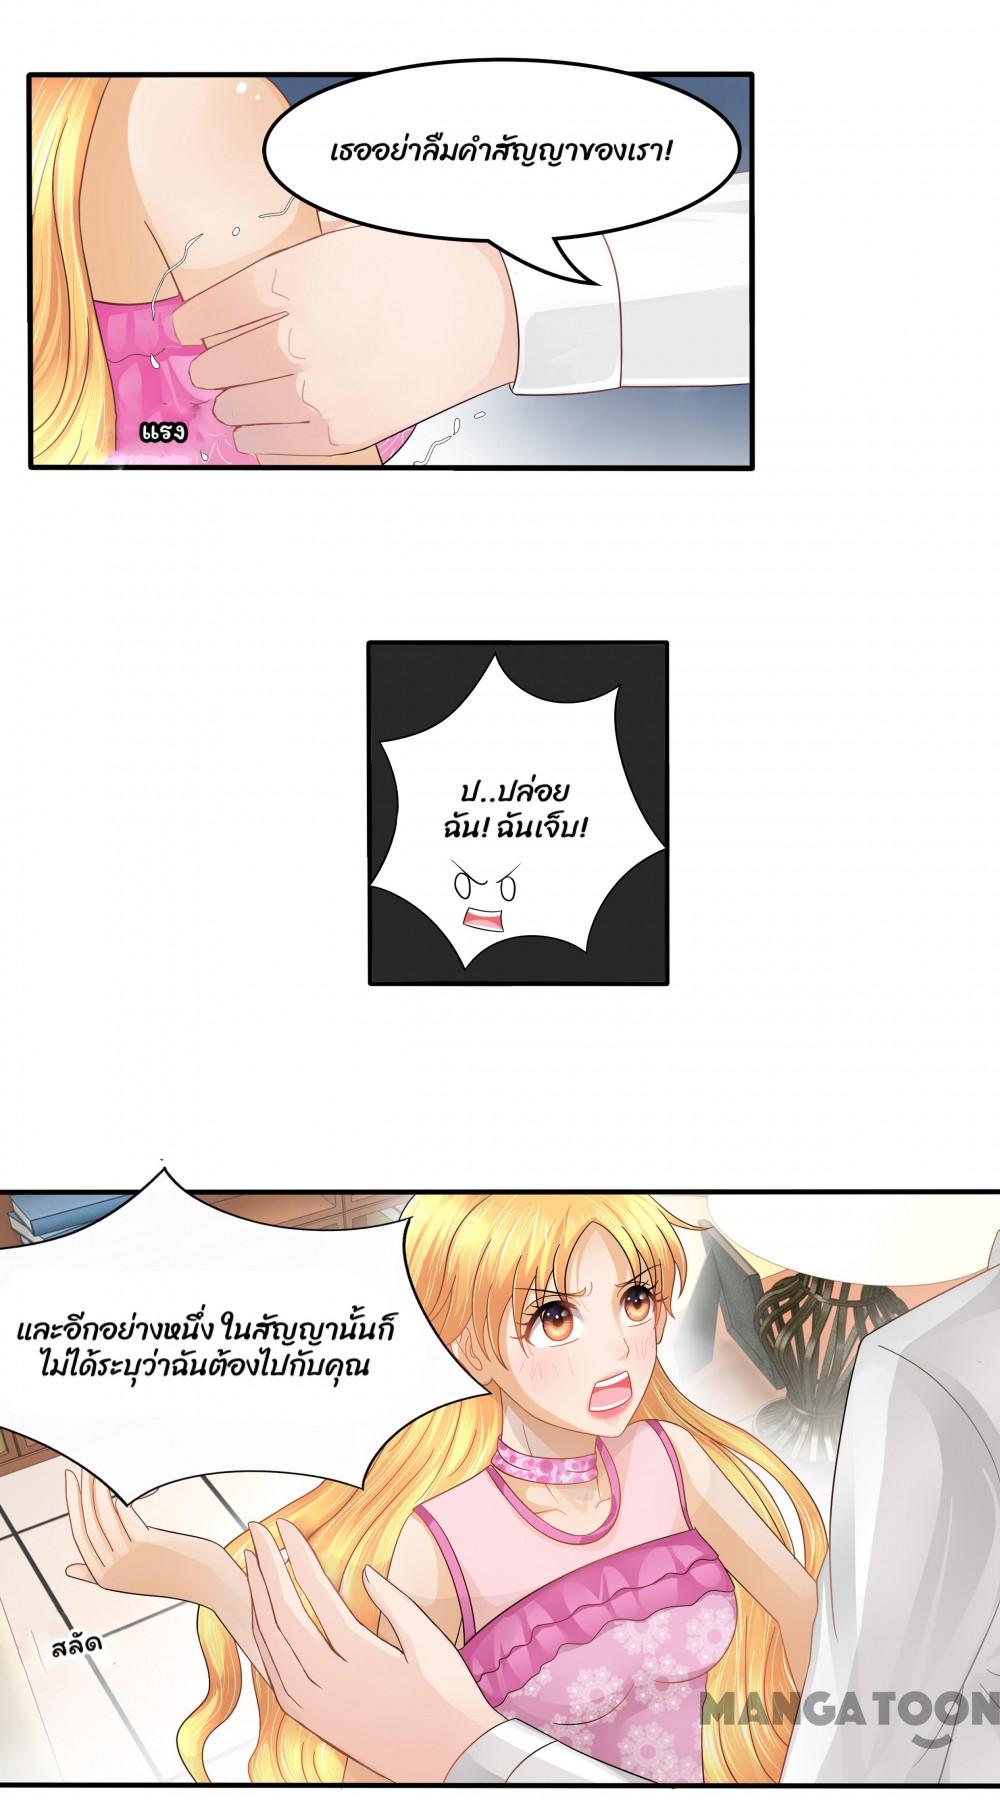 เธออย่าลืมคำสัญญาของเรา!
แรง
ป..ปล่อย
ฉัน! ฉันเจ็บ!
และอีกอย่างหนึ่ง ในสัญญานั้นก็
ไม่ได้ระบุว่าฉันต้องไปกับคุณ
สลัด
MANGATOON